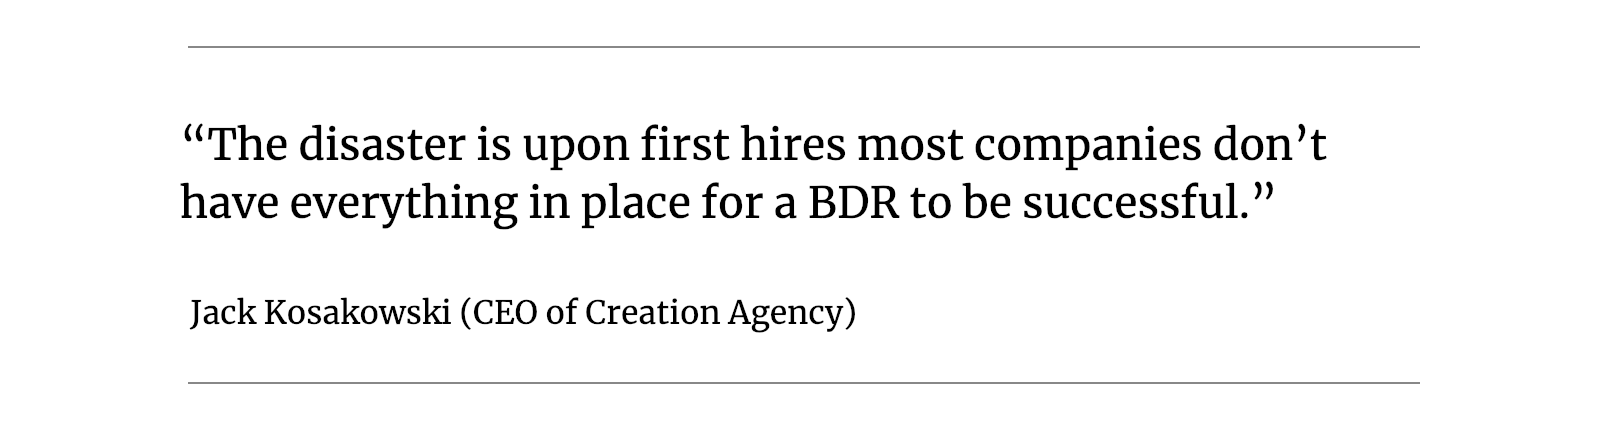 “The disaster is upon first hires most companies don’t
have everything in place for a BDR to be successful.”
Jack Kosakowski (CEO of Creation Agency)